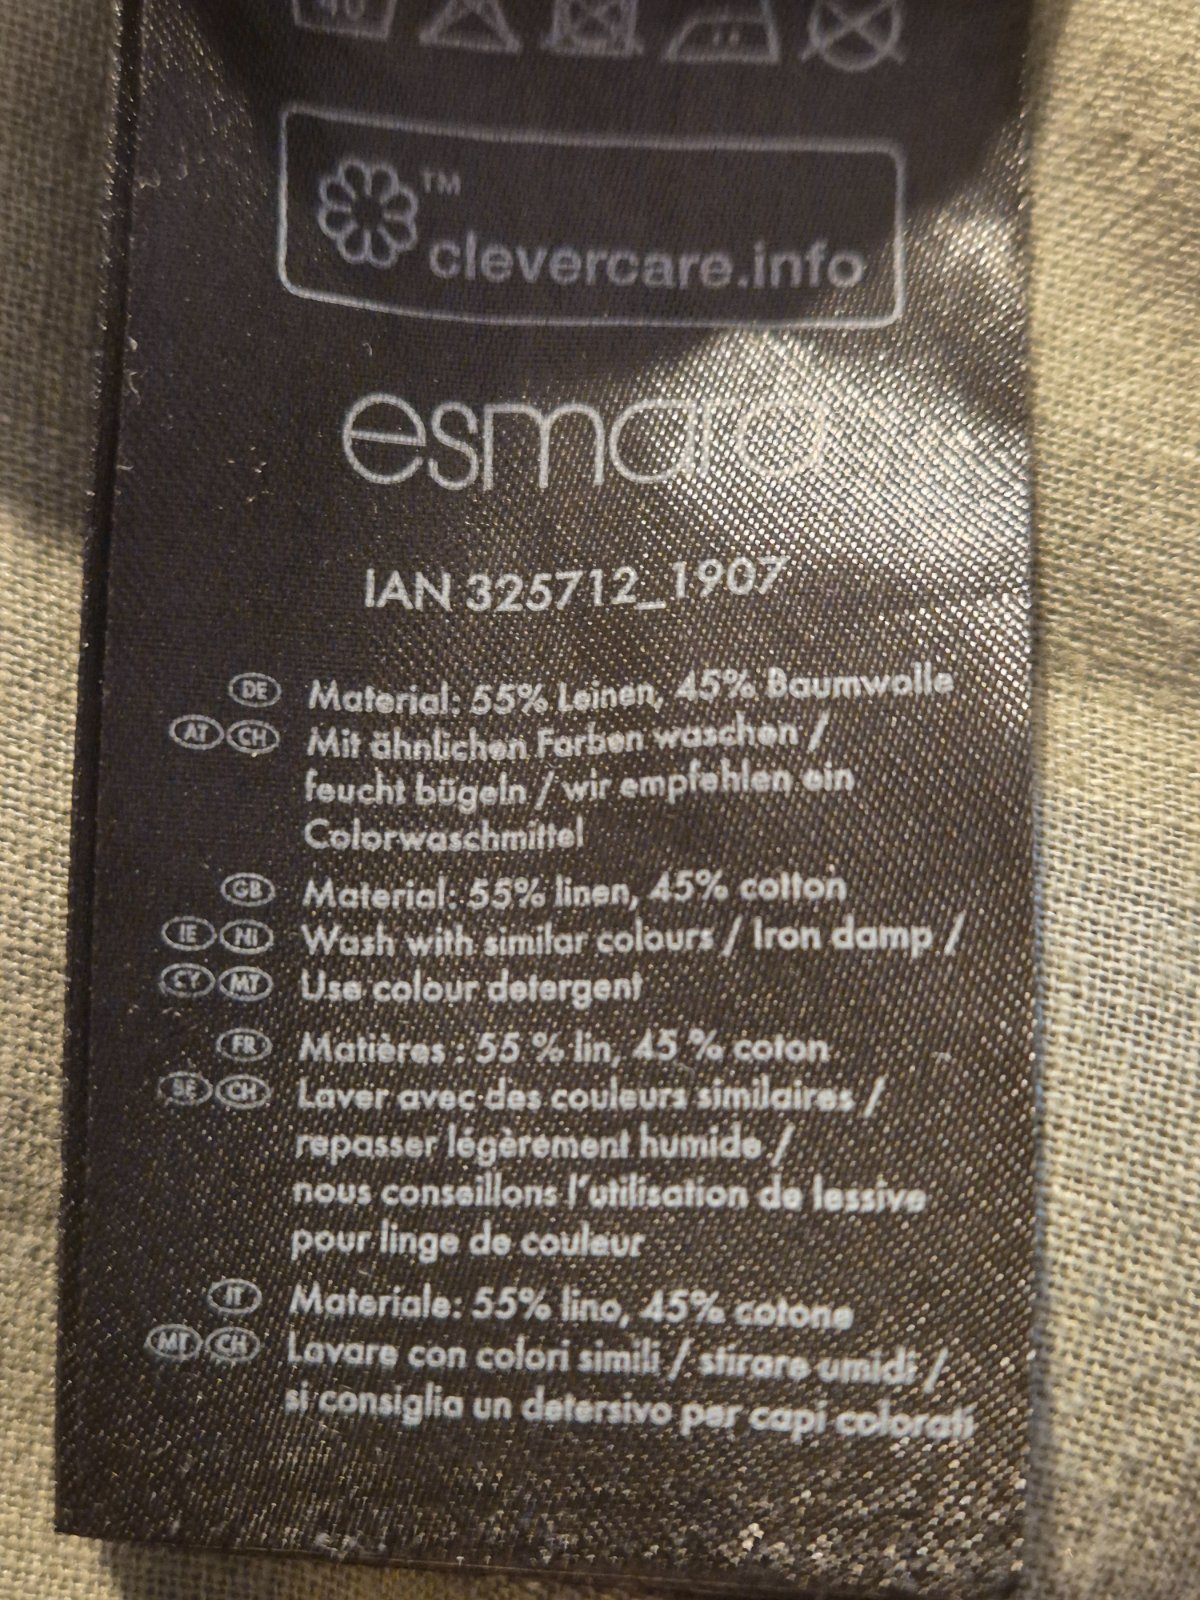 40
™
clevercare.info
esmara
IAN 325712_1907
DE Material: 55% Leinen, 45% Baumwolle
AT CH Mit ähnlichen Farben waschen /
feucht bügeln / wir empfehlen ein
Colorwaschmittel
GB Material: 55% linen, 45% cotton
IE NI Wash with similar colours / Iron damp /
CY MT Use colour detergent
FR Matières : 55 % lin, 45 % coton
BE CH Laver avec des couleurs similaires /
repasser légèrement humide /
nous conseillons l'utilisation de lessive
pour linge de couleur
IT Materiale: 55% lino, 45% cotone
MT CH Lavare con colori simili / stirare umidi /
si consiglia un detersivo per capi colorati